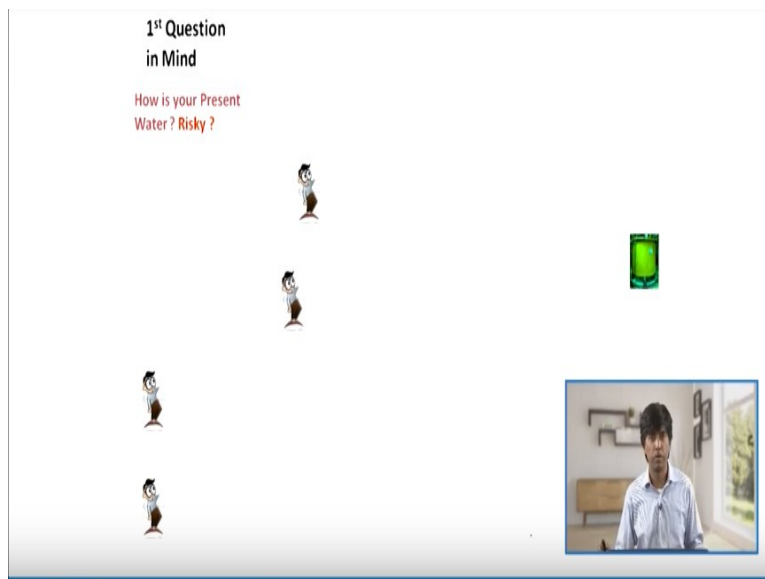 1st Question
in Mind
How is your Present
Water ? Risky ?